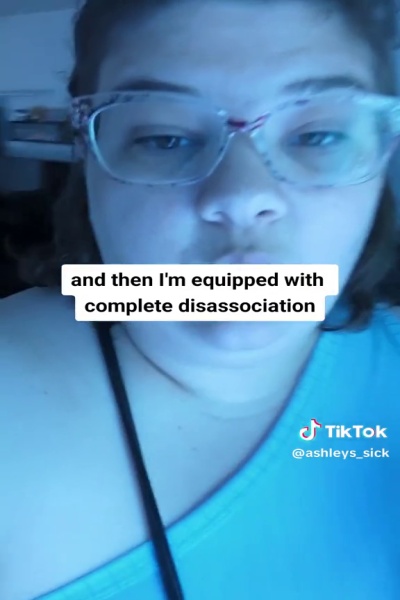 and then I'm equipped with
complete disassociation
TikTok
@ashleys_sick